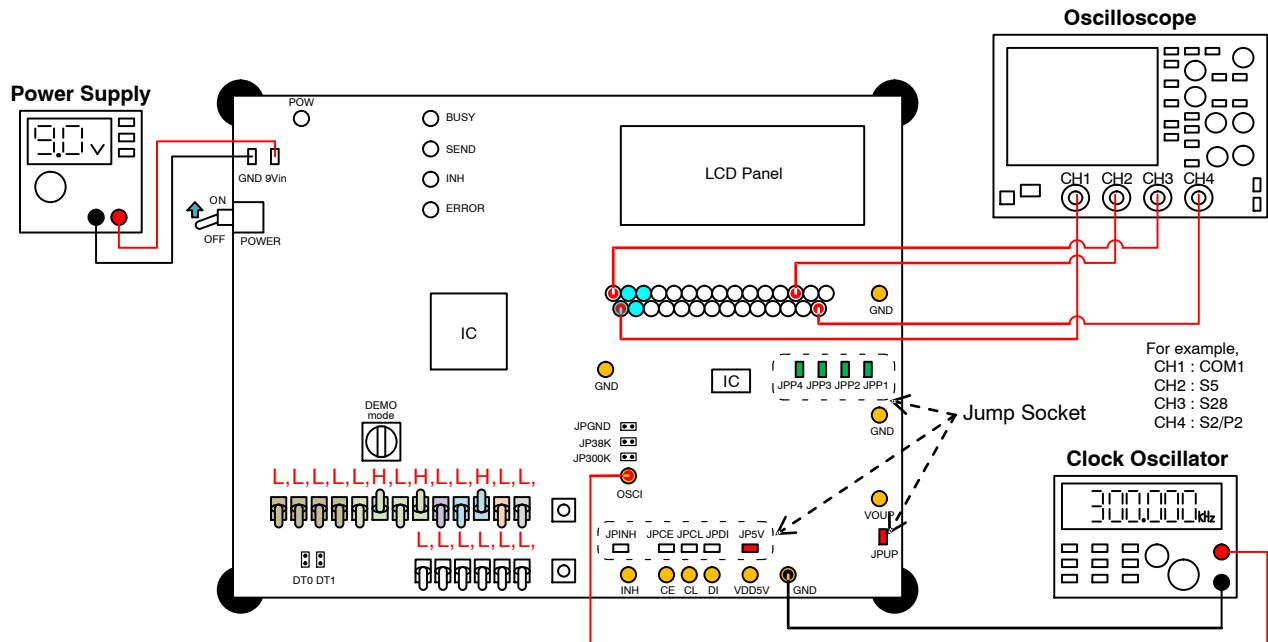 Oscilloscope
Power Supply
9.0 v
POW
BUSY
SEND
INH
ERROR
LCD Panel
CH1 CH2 CH3 CH4
GND 9Vin
ON
OFF
POWER
IC
GND
GND
IC
JPP4 JPP3 JPP2 JPP1
For example,
CH1 : COM1
CH2 : S5
CH3 : S28
CH4 : S2/P2
DEMO
mode
JPGND
JP38K
JP300K
Jump Socket
GND
Clock Oscillator
300.000kHz
L,L,L,L,L,H,L,H,L,L,H,L,L,
OSCI
VOUP
JPUP
L,L,L,L,L,L,
JPINH JPCE JPCL JPDI JP5V
DT0 DT1
INH CE CL DI VDD5V GND